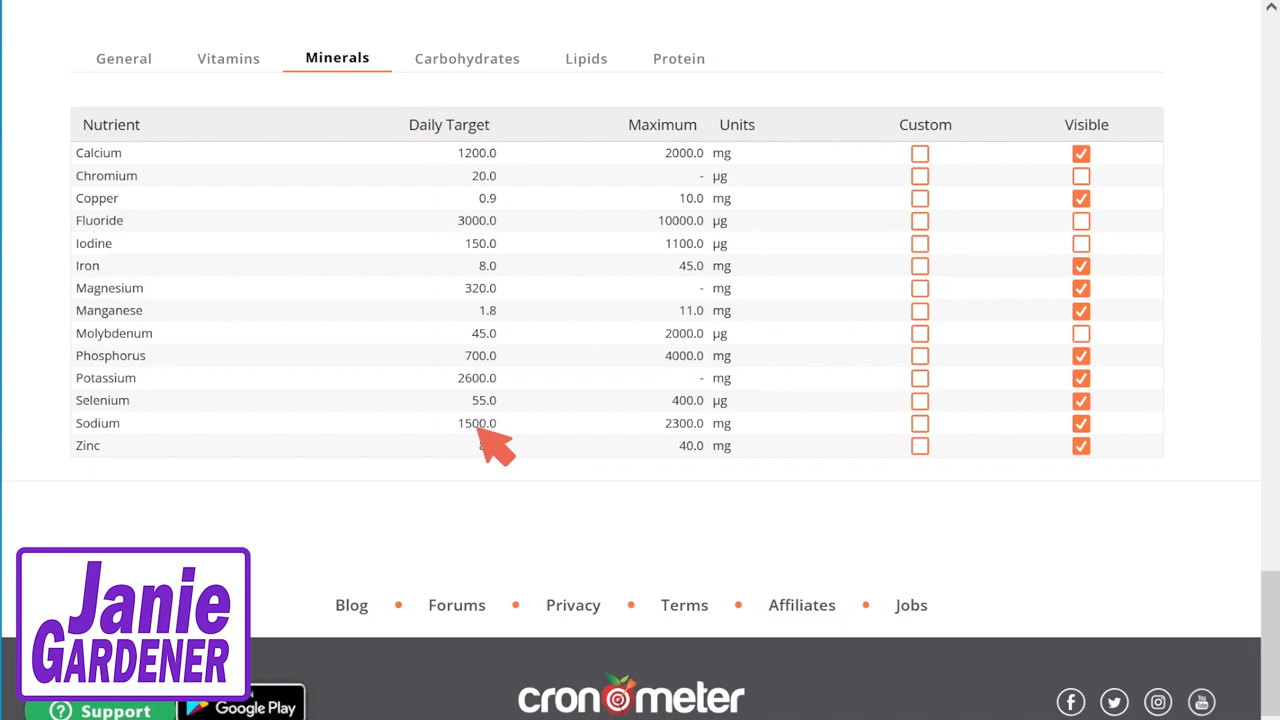 General Vitamins Minerals Carbohydrates Lipids Protein
Nutrient Daily Target Maximum Units Custom Visible
Calcium 1200.0 2000.0 mg
Chromium 20.0 - µg
Copper 0.9 10.0 mg
Fluoride 3000.0 10000.0 µg
Iodine 150.0 1100.0 µg
Iron 8.0 45.0 mg
Magnesium 320.0 - mg
Manganese 1.8 11.0 mg
Molybdenum 45.0 2000.0 µg
Phosphorus 700.0 4000.0 mg
Potassium 2600.0 - mg
Selenium 55.0 400.0 µg
Sodium 1500.0 2300.0 mg
Zinc 40.0 mg
Janie
GARDENER
Blog • Forums • Privacy • Terms • Affiliates • Jobs
Support
Google Play
cronometer